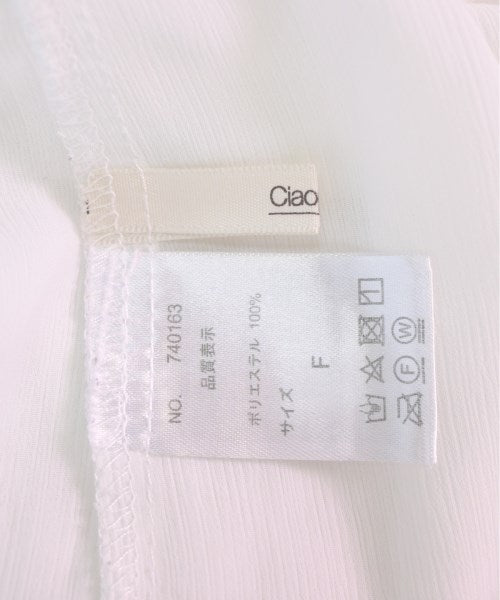 Ciao
NO. 740163
品質表示
ポリエステル 100%
サイズ
F
W
F